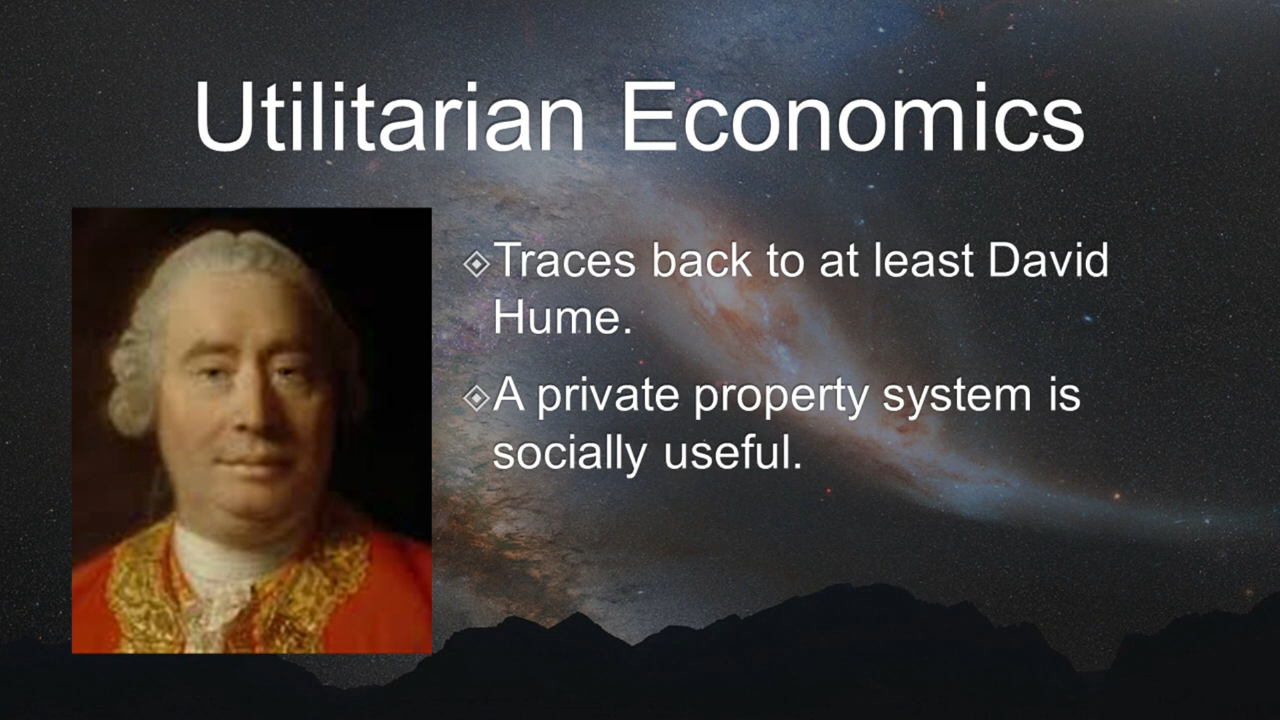 Utilitarian Economics
Traces back to at least David
Hume.
A private property system is
socially useful.